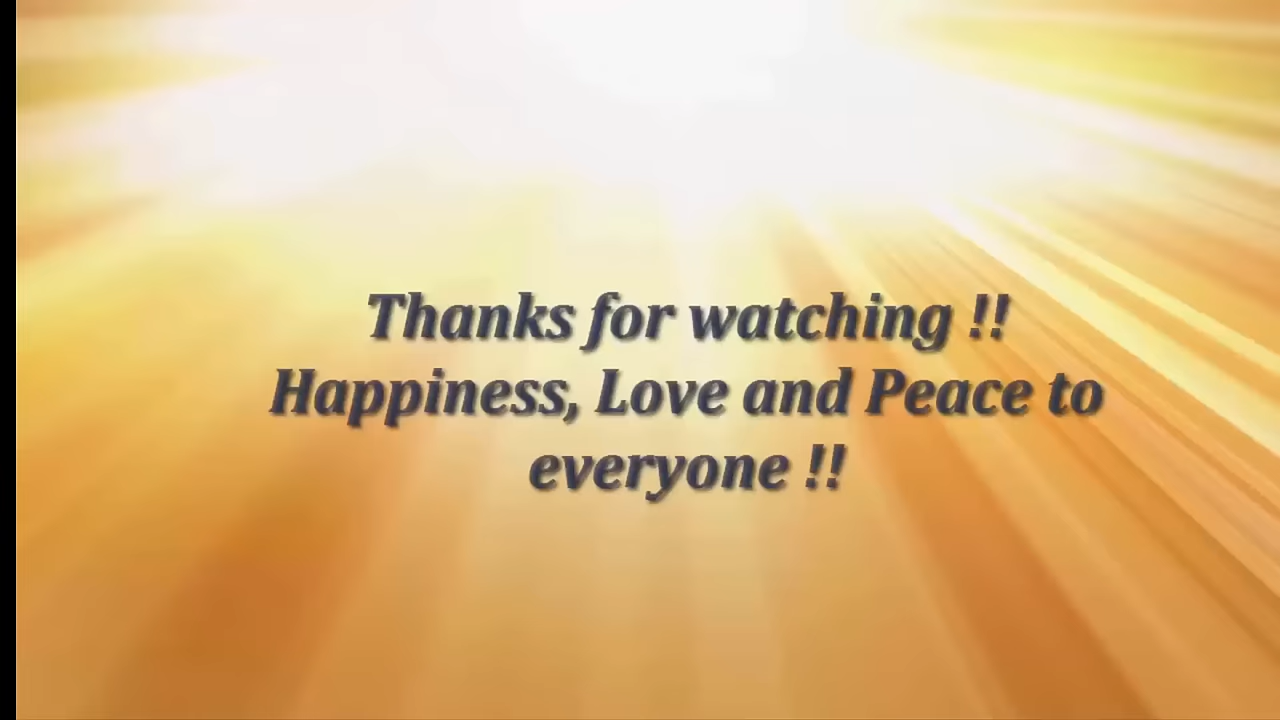 Thanks for watching !!
Happiness, Love and Peace to
everyone !!